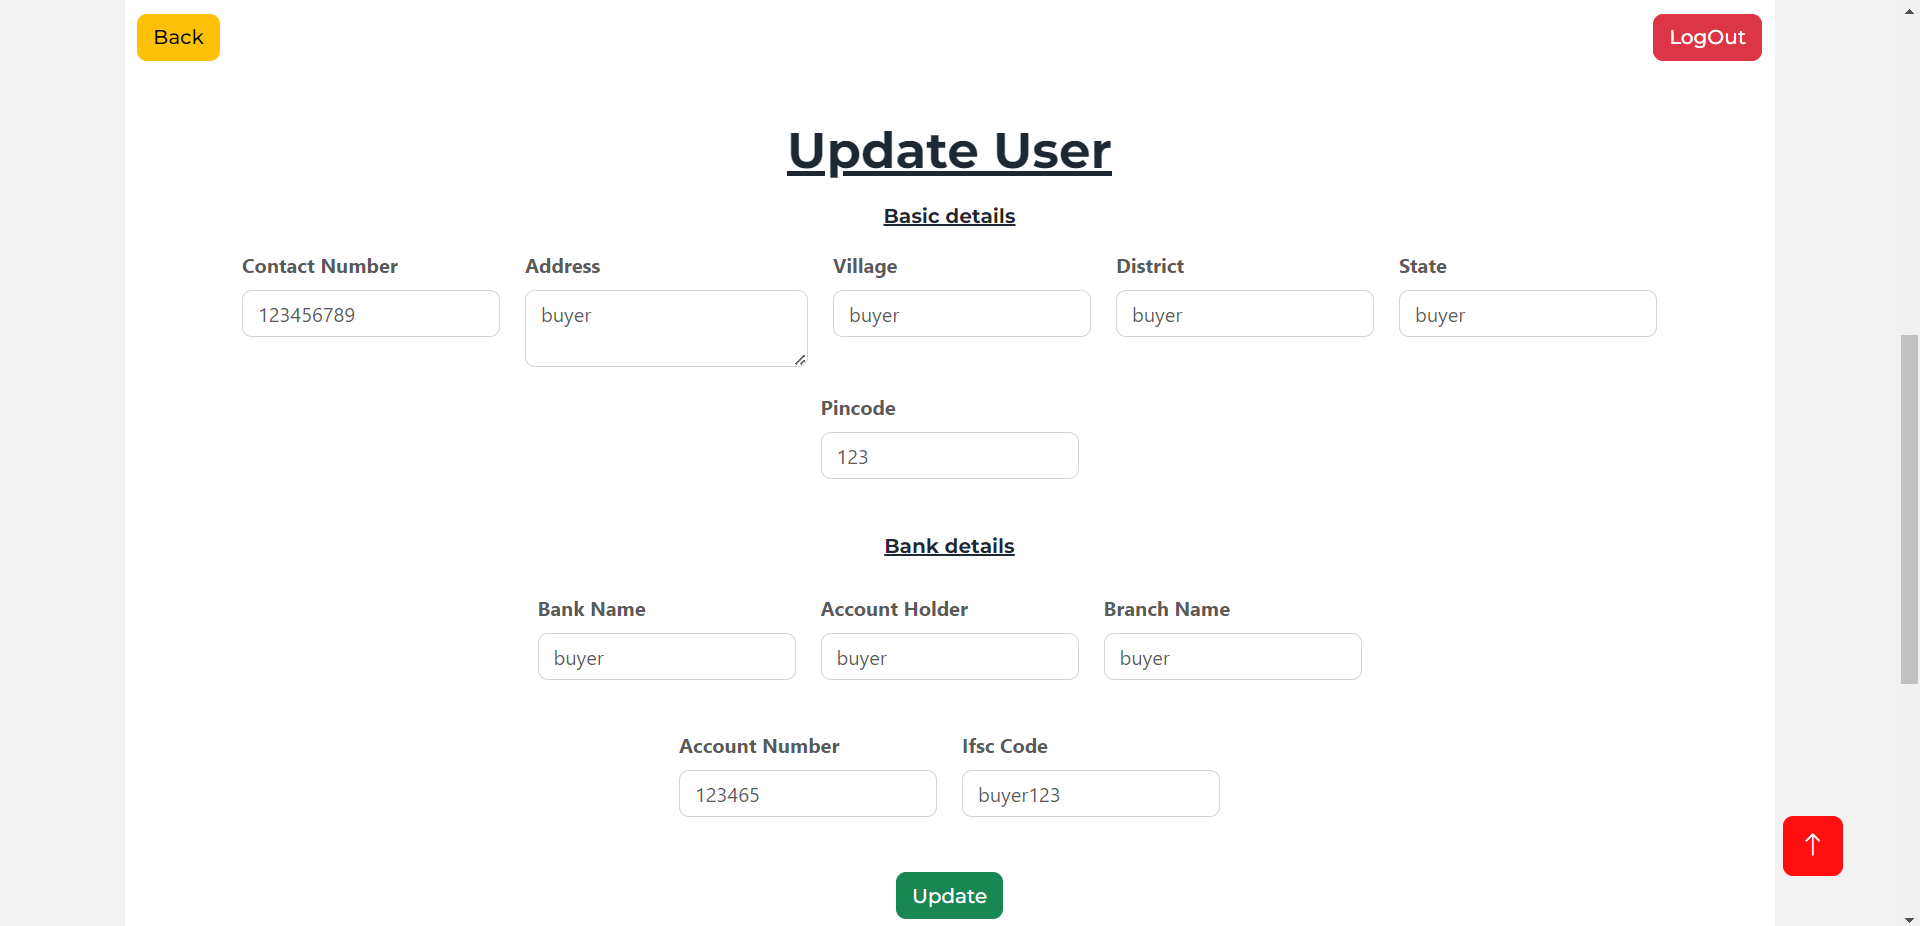 Back
LogOut
Update User
Basic details
Contact Number Address Village District State
123456789 buyer buyer buyer buyer
Pincode
123
Bank details
Bank Name Account Holder Branch Name
buyer buyer buyer
Account Number Ifsc Code
123465 buyer123
Update